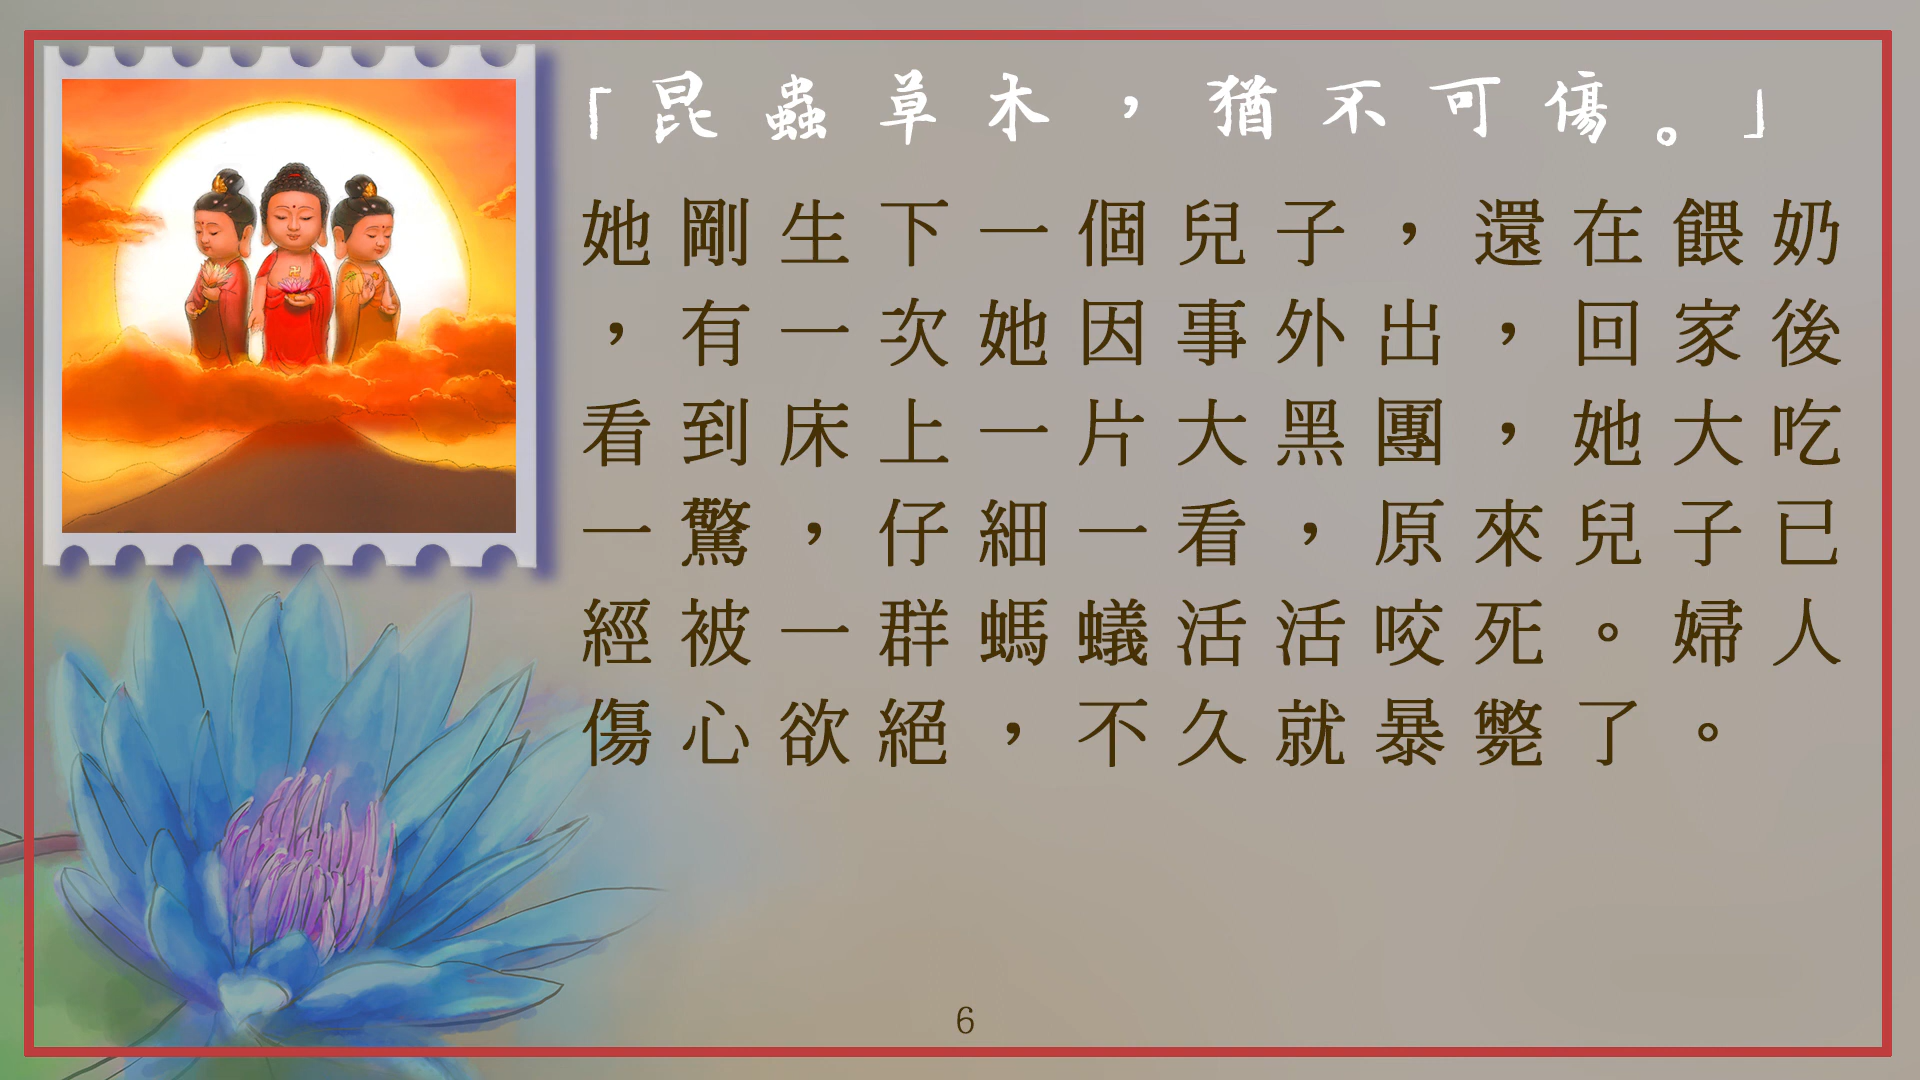 「昆蟲草木，猶不可傷。」
她剛生下一個兒子，還在餵奶
，有一次她因事外出，回家後
看到床上一片大黑團，她大吃
一驚，仔細一看，原來兒子已
經被一群螞蟻活活咬死。婦人
傷心欲絕，不久就暴斃了。
6